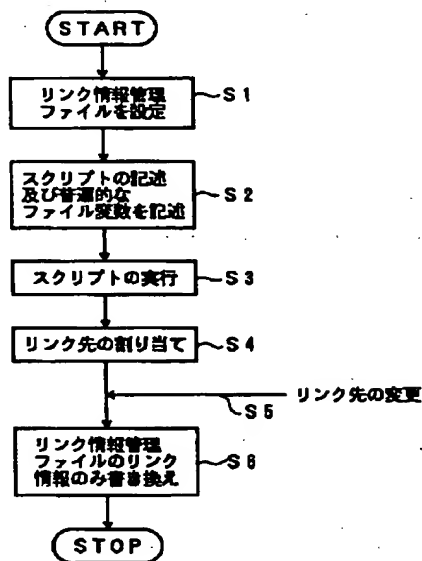 START
リンク情報管理
ファイルを設定
S1
スクリプトの記述
及び普遍的な
ファイル変数を記述
S2
スクリプトの実行
S3
リンク先の割り当て
S4
リンク先の変更
S5
リンク情報管理
ファイルのリンク
情報のみ書き換え
S6
STOP